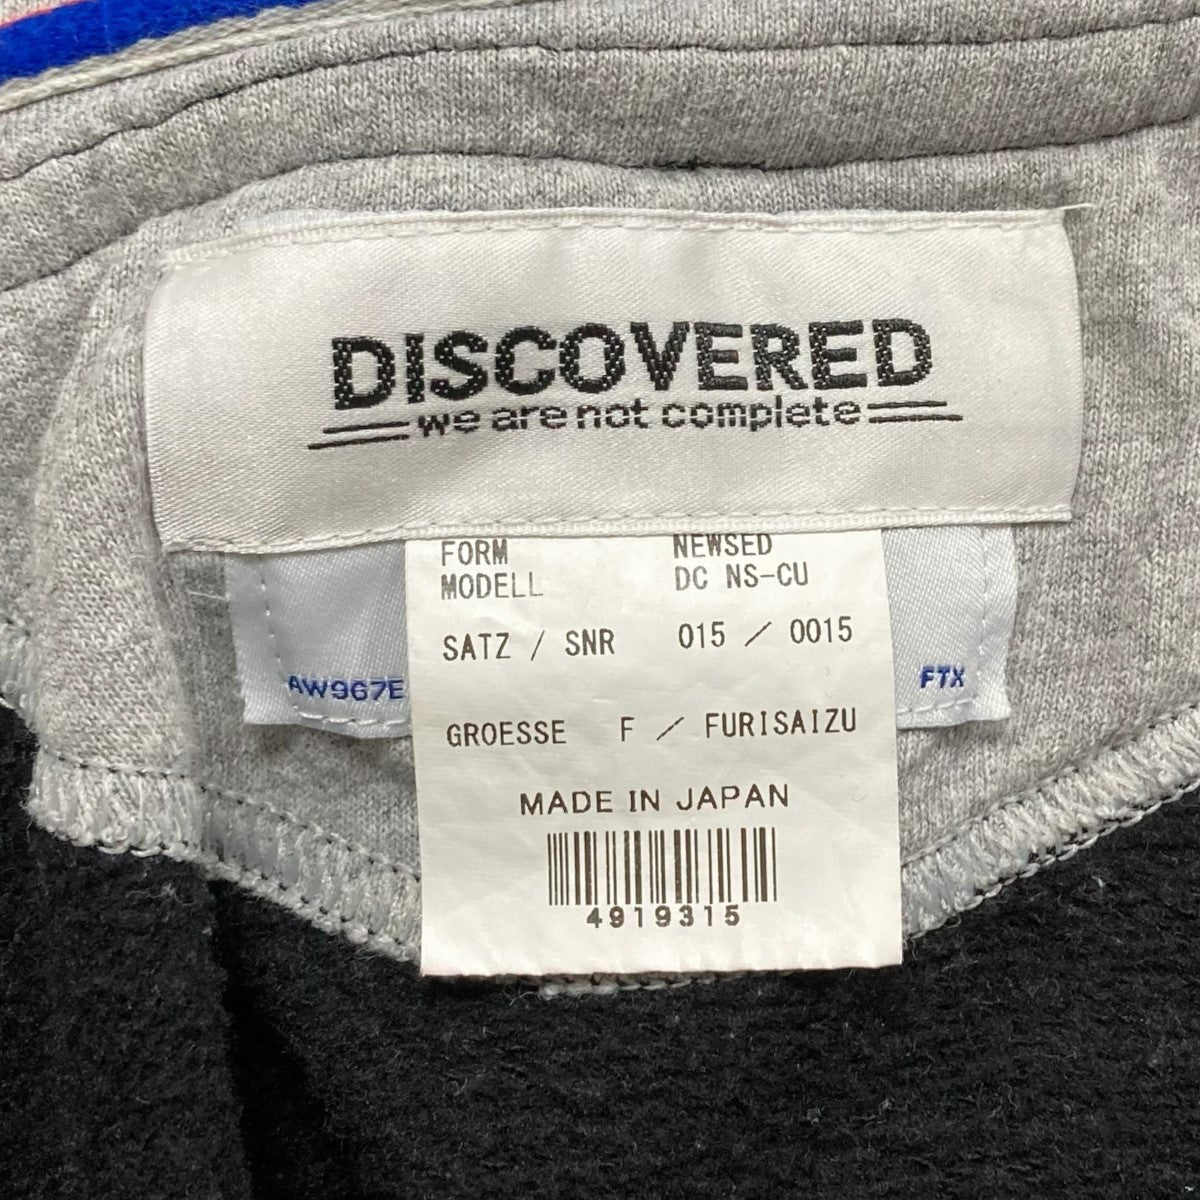 DISCOVERED
we are not complete
FORM NEWSED
MODELL DC NS-CU
SATZ / SNR 015 / 0015
AW967E FTX
GROESSE F / FURISAIZU
MADE IN JAPAN
4919315